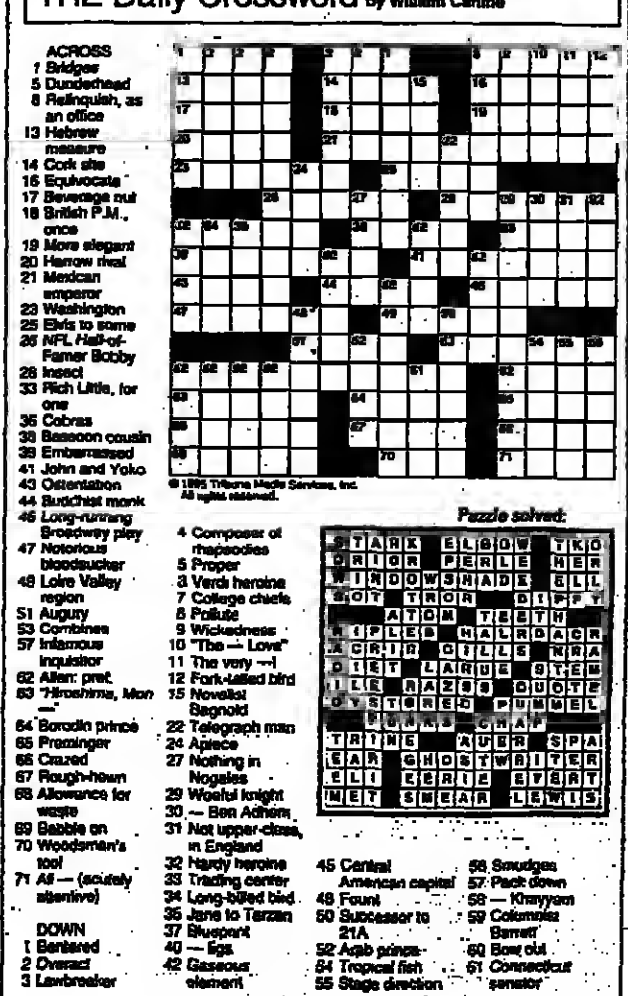 THE Daily Crossword by William Canine
ACROSS
1 Bridges
5 Dunderhead
8 Relinquish, as
an office
13 Hebrew
measure
14 Cork site
16 Equivocate
17 Beverage nut
18 British P.M.,
once
19 More elegant
20 Harrow rival
21 Mexican
emperor
23 Washington
25 Elvis to some
26 NFL Hall-of-
Famer Bobby
28 Insect
33 Rich Little, for
one
36 Cobras
38 Bassoon cousin
39 Embarrassed
41 John and Yoko
43 Ostentation
44 Buddhist monk
46 Long-running
Broadway play
47 Notorious
bloodsucker
49 Loire Valley
region
51 Augury
53 Combines
57 Infamous
inquisitor
62 Alien: pref.
63 "Hiroshima, Mon
—"
64 Borodin prince
65 Preminger
66 Crazed
67 Rough-hewn
68 Allowance for
waste
69 Babble on
70 Woodsman's
tool
71 All — (acutely
attentive)
DOWN
1 Bantered
2 Overact
3 Lawbreaker
© 1995 Tribune Media Services, Inc.
All rights reserved.
4 Composer of
rhapsodies
5 Proper
6 Verdi heroine
7 College chiefs
8 Pollute
9 Wickedness
10 "The — Love"
11 The very —!
12 Fork-tailed bird
15 Novelist
Bagnold
22 Telegraph man
24 Apiece
27 Nothing in
Nogales
29 Woeful knight
30 — Ben Adhem
31 Not upper-class,
in England
32 Hardy heroine
33 Trading center
34 Long-billed bird
35 Jane to Tarzan
37 Bluepoint
40 — figs
42 Gaseous
element
Puzzle solved:
STARK ELBOW TKO
ORIOR PERLE HER
WINDOWSHADE ELL
SOT TROR DIPPY
ATOM TEETH
RIPLEB HALRDACR
ACRID DILLE NRA
DIET LARUE STEM
ILE RAZSS QUOTE
OYSTORED PUMMEL
CHAP
TRINE AUER SPA
EAR GHOSTWRITER
ELI EERIE EVERT
MET SMEAR LEWIS
45 Central
American capital
48 Fount
50 Successor to
21A
52 Arab prince
54 Tropical fish
55 Stage direction
56 Smudges
57 Pack down
58 — Khayyam
59 Columnist
Barrett
60 Bow out
61 Connecticut
senator